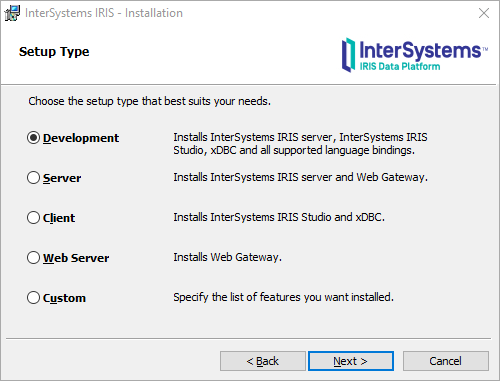 InterSystems IRIS - Installation
Setup Type
InterSystems™
IRIS Data Platform
Choose the setup type that best suits your needs.
Development
Installs InterSystems IRIS server, InterSystems IRIS
Studio, xDBC and all supported language bindings.
Server
Installs InterSystems IRIS server and Web Gateway.
Client
Installs InterSystems IRIS Studio and xDBC.
Web Server
Installs Web Gateway.
Custom
Specify the list of features you want installed.
< Back
Next >
Cancel